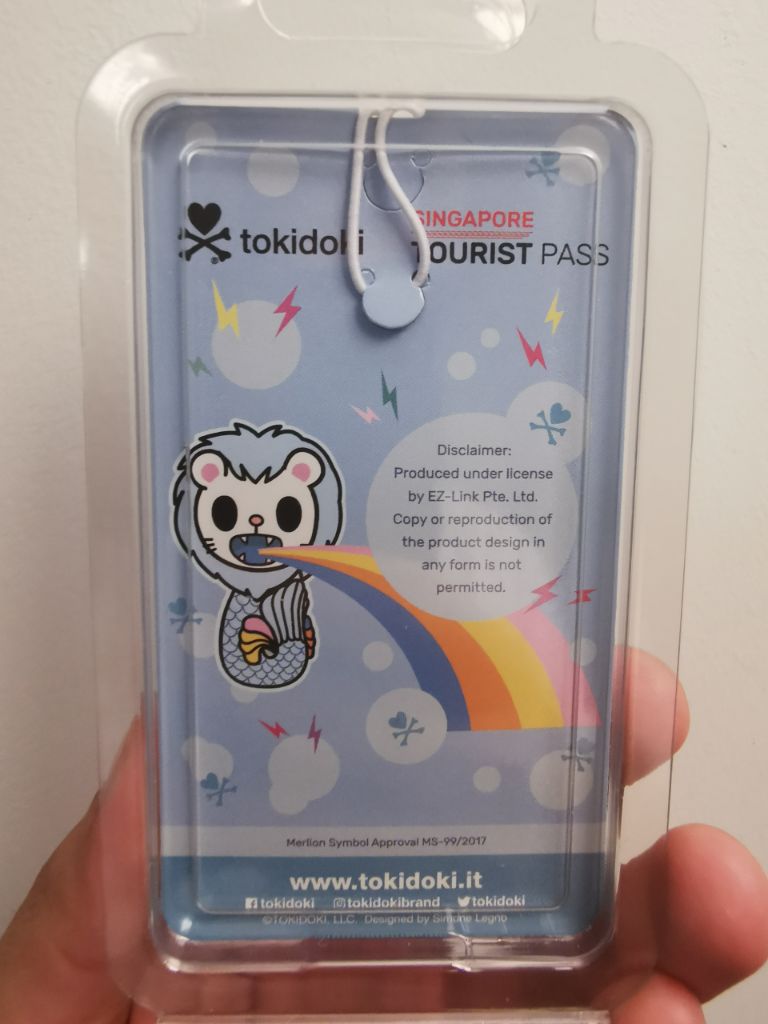 tokidoki
SINGAPORE
TOURIST PASS
Disclaimer:
Produced under license
by EZ-Link Pte. Ltd.
Copy or reproduction of
the product design in
any form is not
permitted.
Merlion Symbol Approval MS-99/2017
www.tokidoki.it
tokidoki tokidokibrand tokidoki
©TOKIDOKI, LLC. Designed by Simone Legno